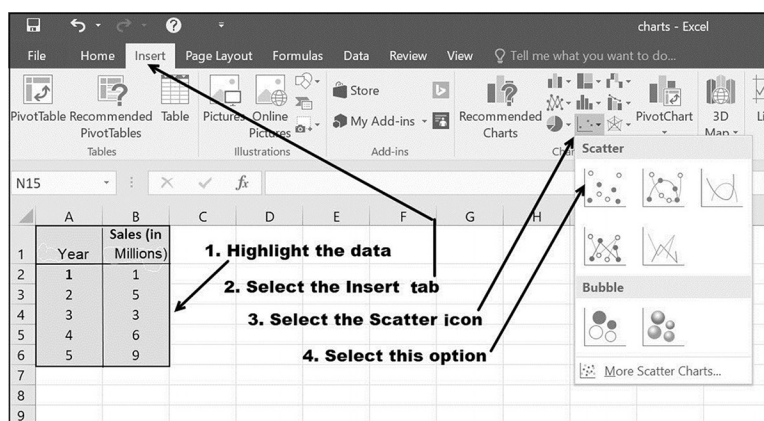 charts - Excel
File Home Insert Page Layout Formulas Data Review View Tell me what you want to do...
PivotTable Recommended PivotTables Table Pictures Online Pictures Store My Add-ins Recommended Charts PivotChart 3D Map
Tables Illustrations Add-ins
Scatter
N15 fx
A B C D E F G H
1 Year Sales (in Millions)
1. Highlight the data
2 1 1
2. Select the Insert tab
3 2 5
Bubble
4 3 3
3. Select the Scatter icon
5 4 6
4. Select this option
6 5 9
More Scatter Charts...
7
8
9